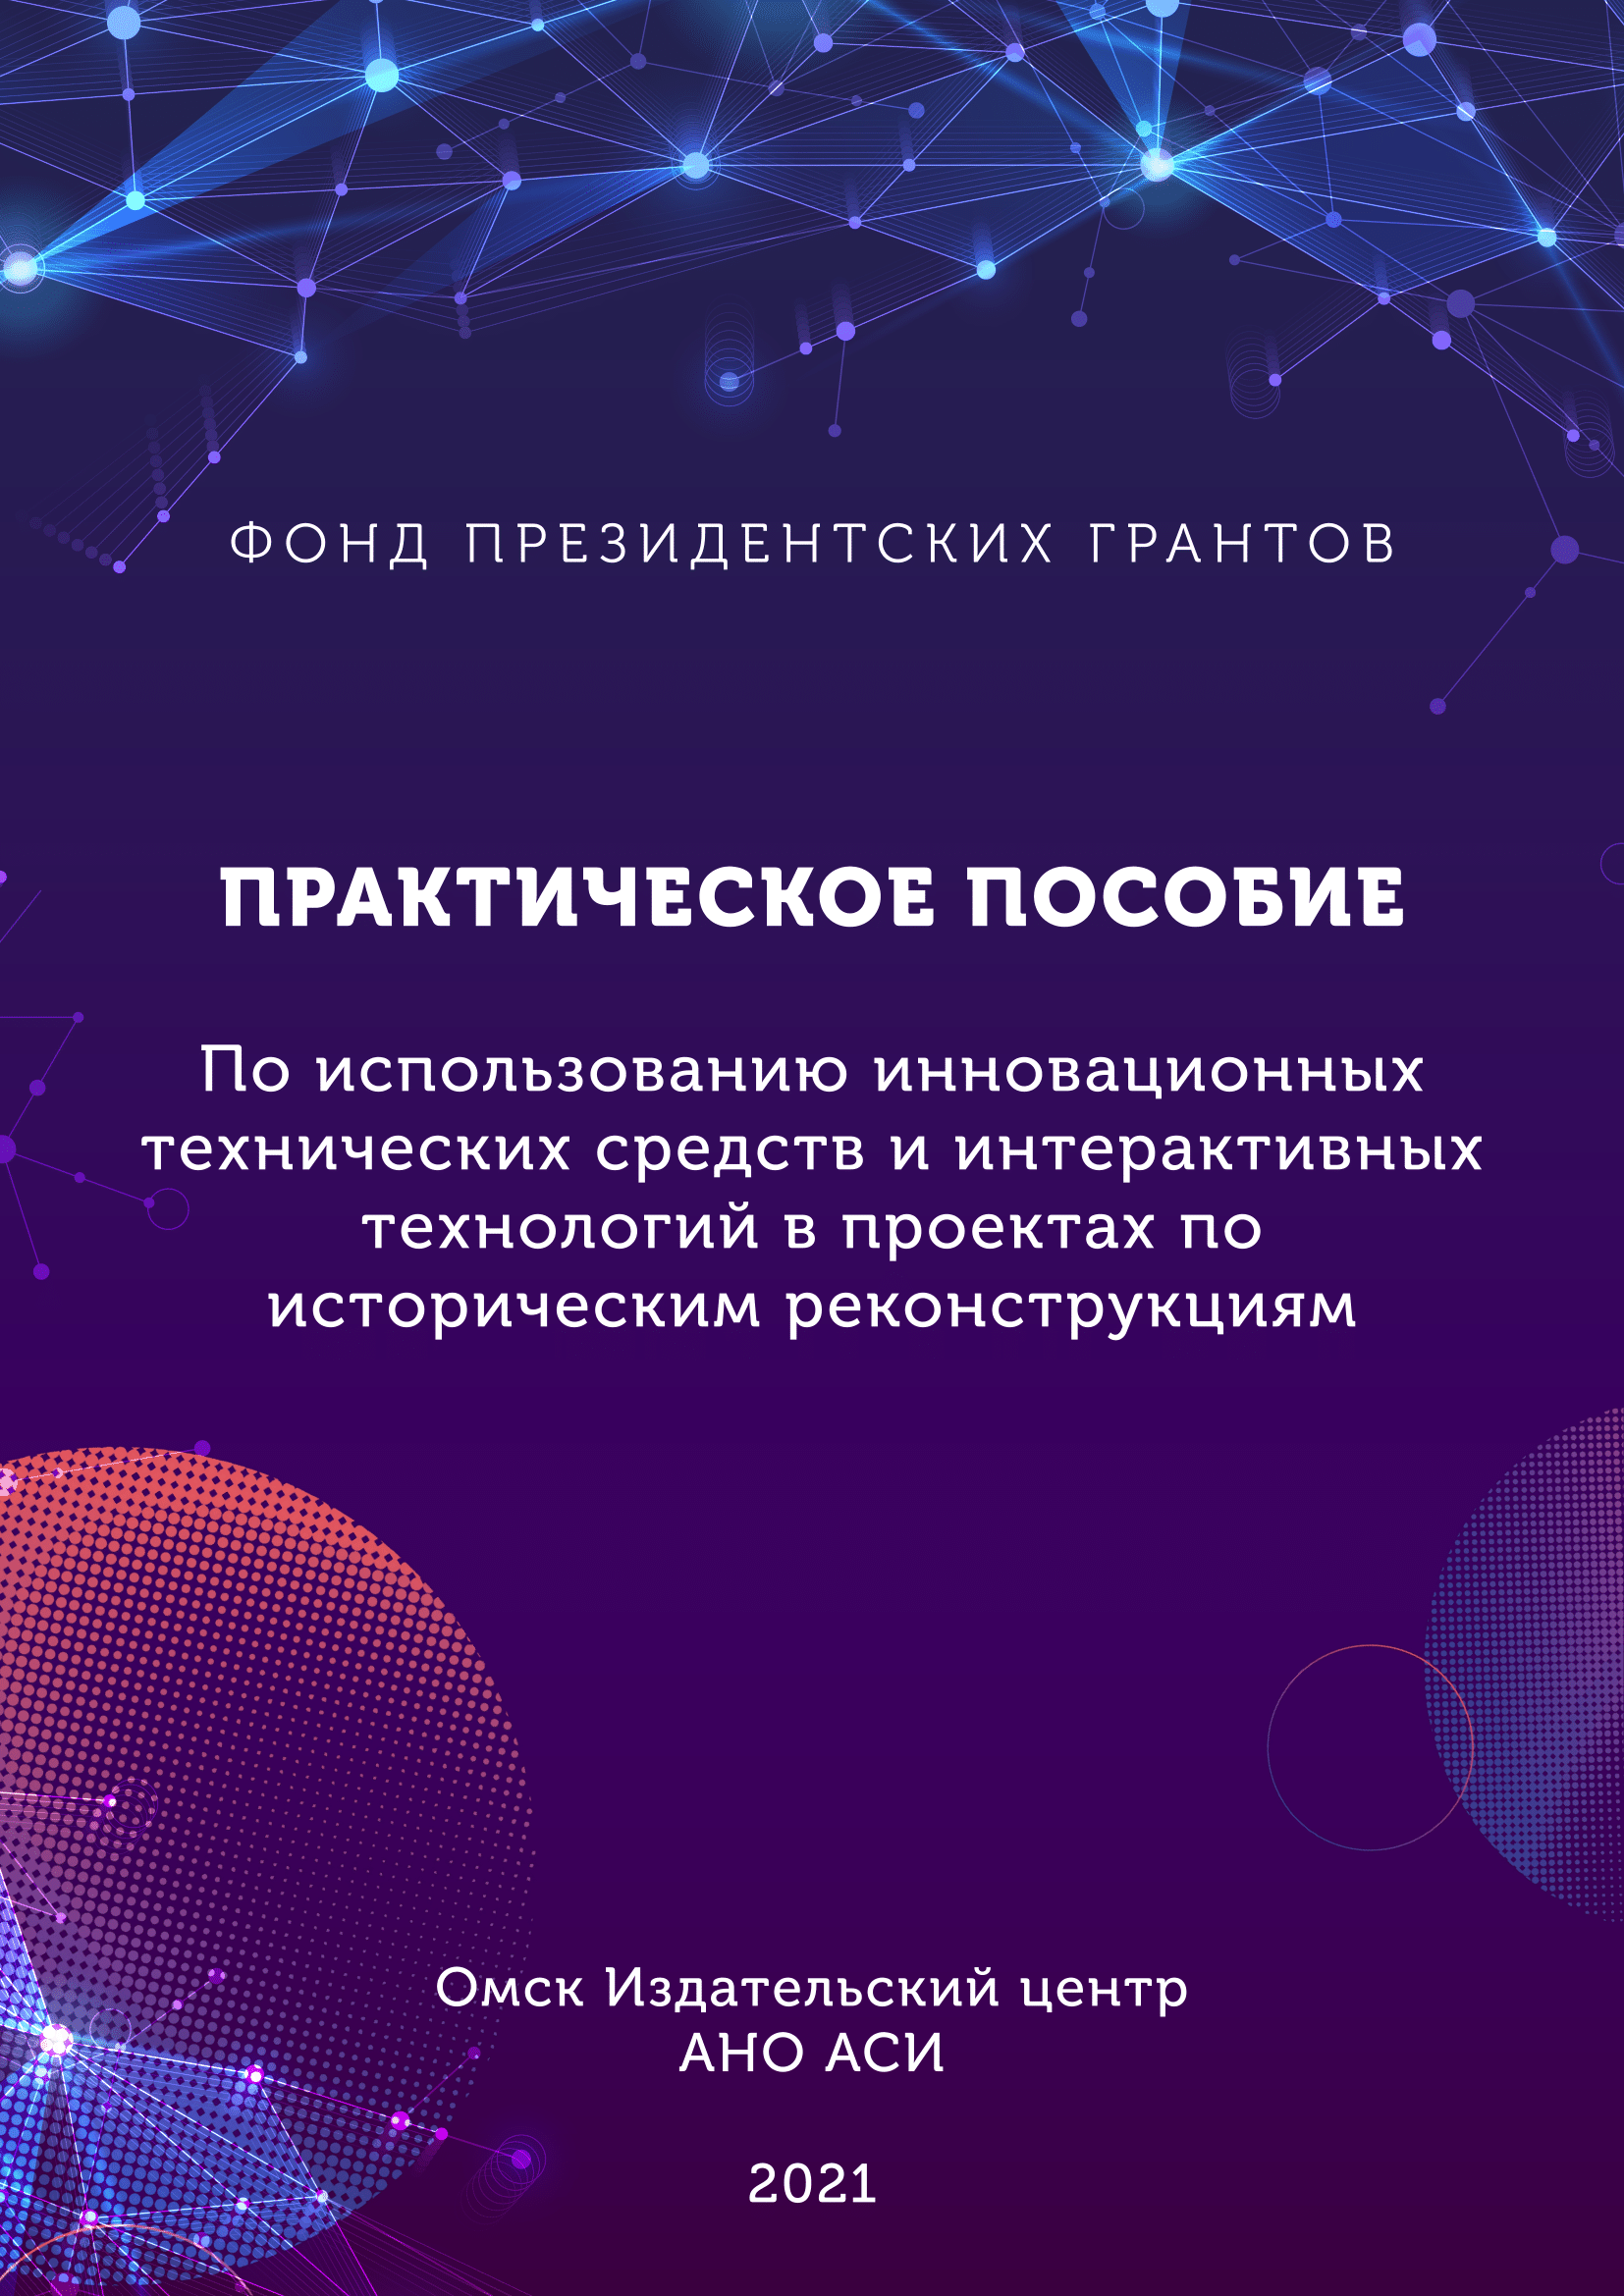 ФОНД ПРЕЗИДЕНТСКИХ ГРАНТОВ
ПРАКТИЧЕСКОЕ ПОСОБИЕ
По использованию инновационных
технических средств и интерактивных
технологий в проектах по
историческим реконструкциям
Омск Издательский центр
АНО АСИ
2021